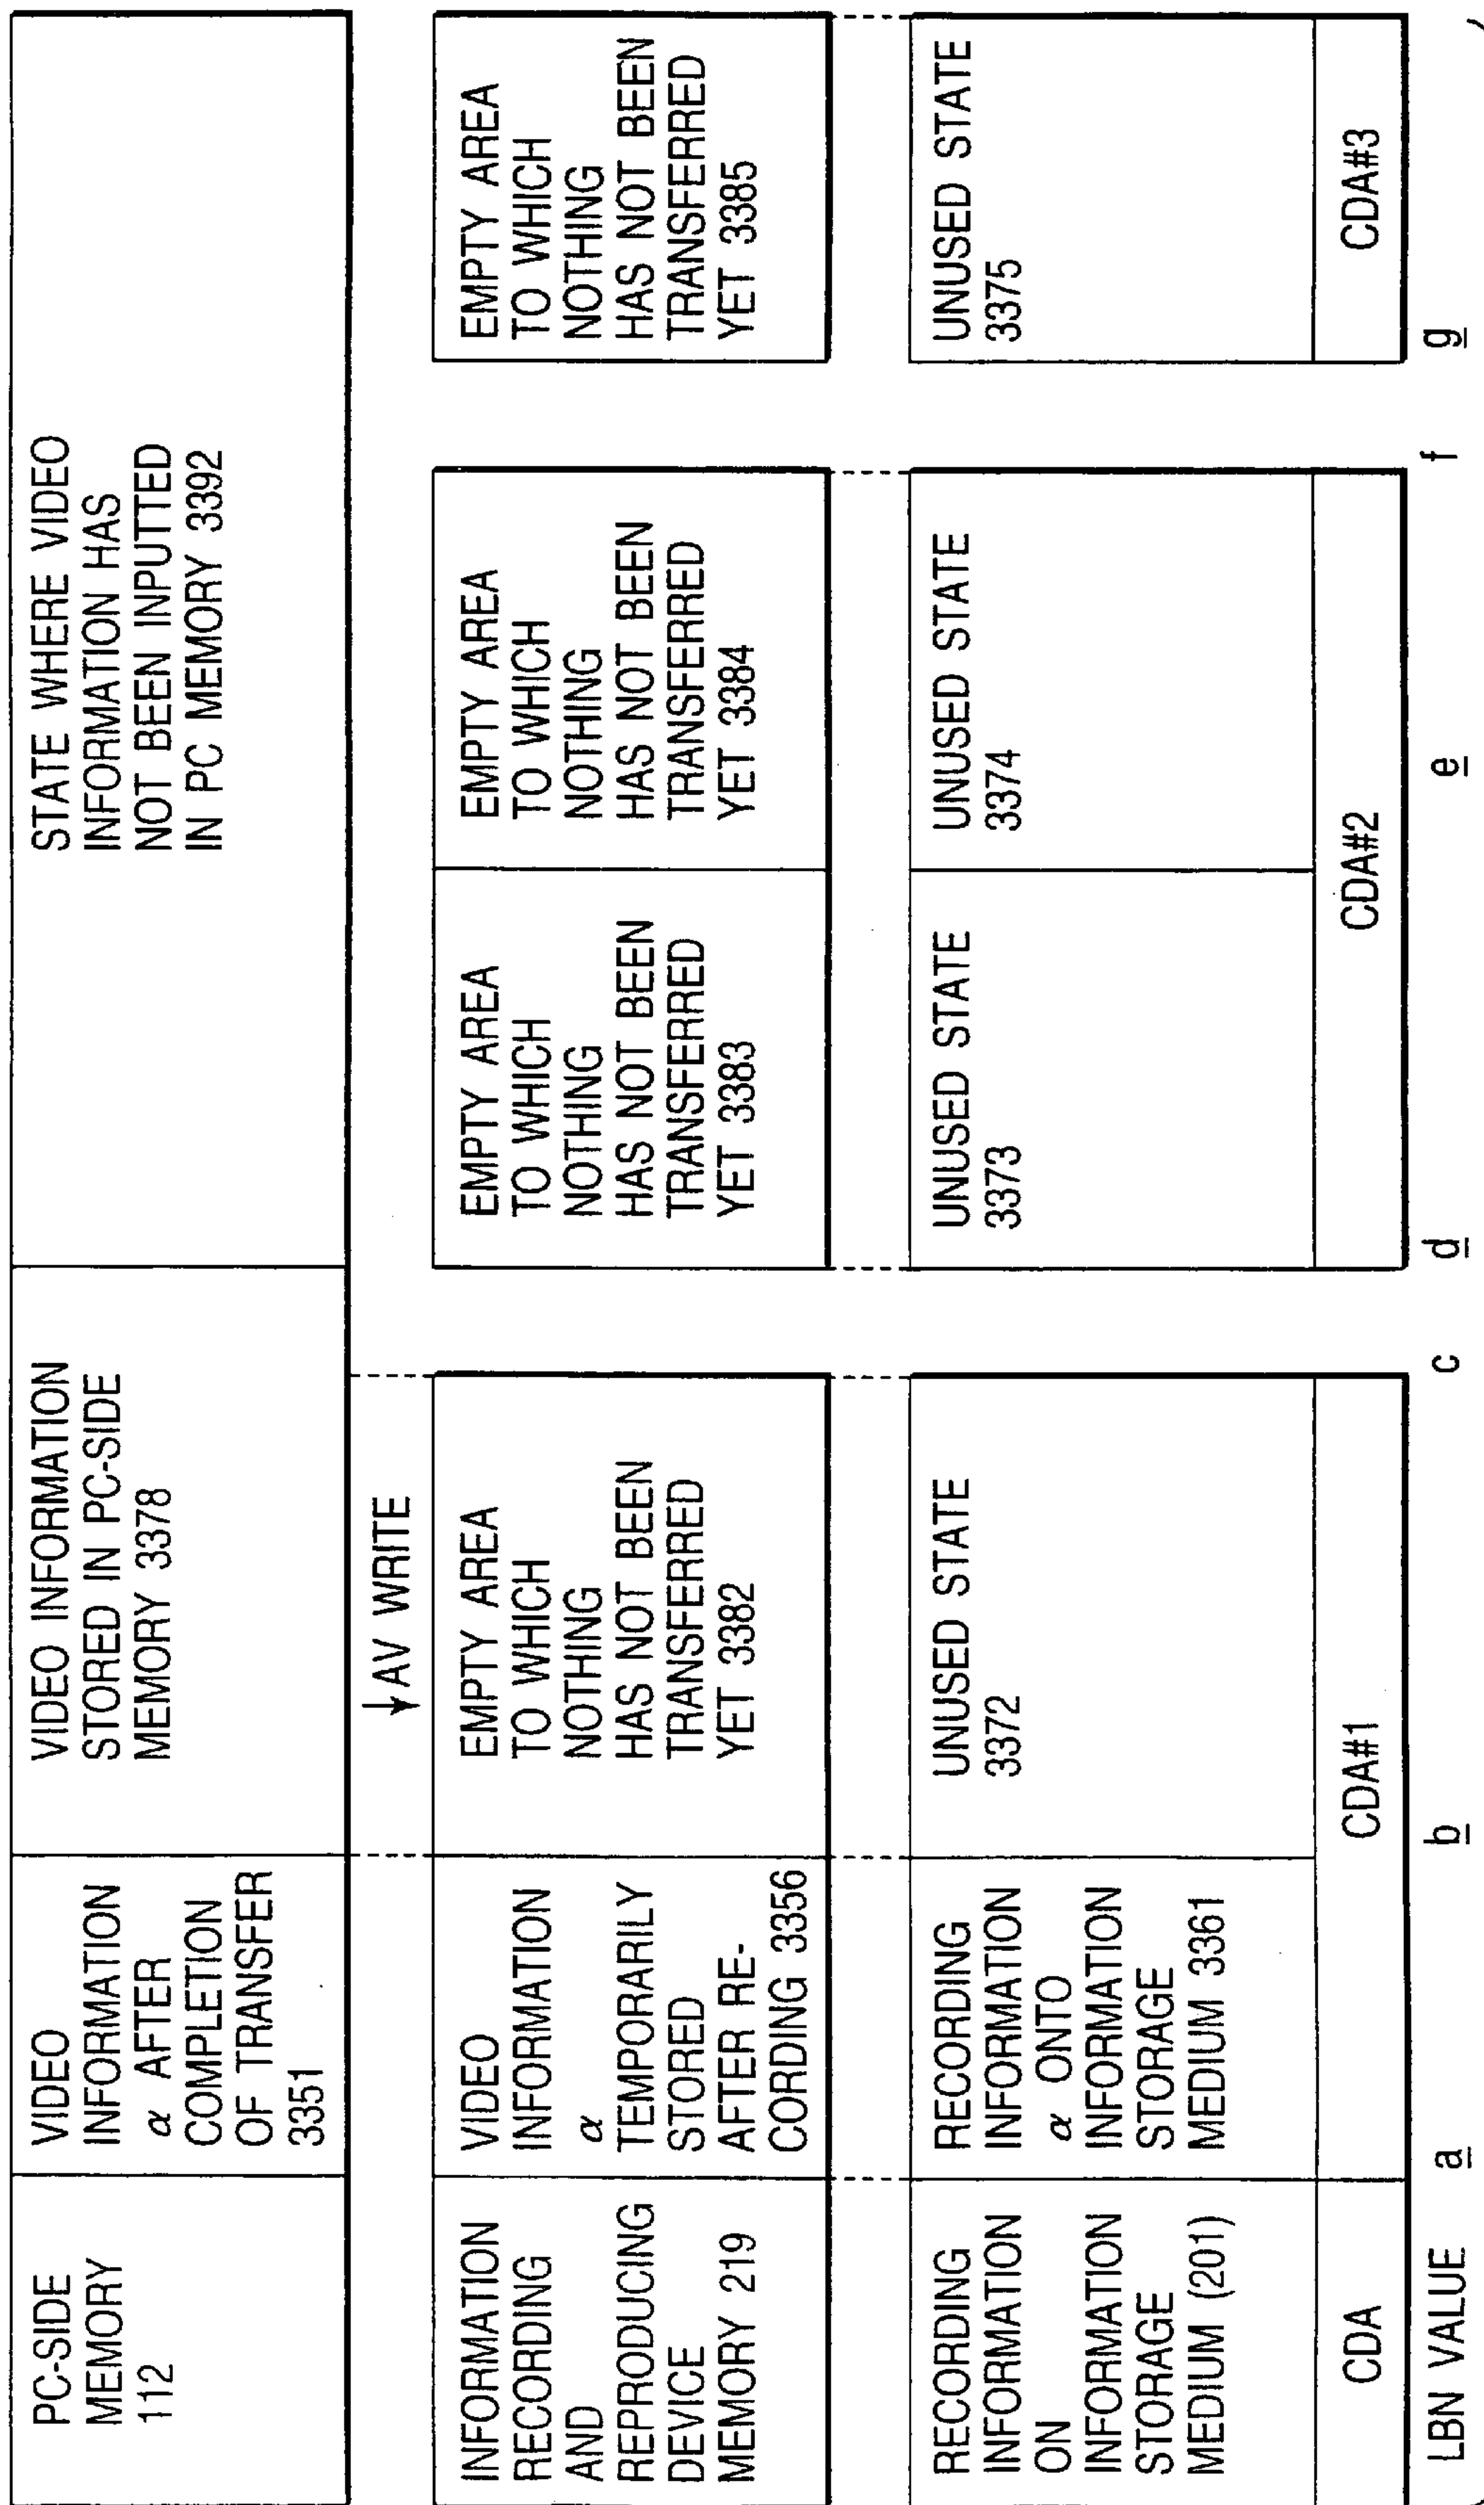 PC-SIDE
MEMORY
112
VIDEO
INFORMATION
α AFTER
COMPLETION
OF TRANSFER
3351
VIDEO INFORMATION
STORED IN PC-SIDE
MEMORY 3378
STATE WHERE VIDEO
INFORMATION HAS
NOT BEEN INPUTTED
IN PC MEMORY 3392
↓AV WRITE
INFORMATION
RECORDING
AND
REPRODUCING
DEVICE
MEMORY 219
VIDEO
INFORMATION
α
TEMPORARILY
STORED
AFTER RE-
CORDING 3356
EMPTY AREA
TO WHICH
NOTHING
HAS NOT BEEN
TRANSFERRED
YET 3382
EMPTY AREA
TO WHICH
NOTHING
HAS NOT BEEN
TRANSFERRED
YET 3383
EMPTY AREA
TO WHICH
NOTHING
HAS NOT BEEN
TRANSFERRED
YET 3384
EMPTY AREA
TO WHICH
NOTHING
HAS NOT BEEN
TRANSFERRED
YET 3385
RECORDING
INFORMATION
ON
INFORMATION
STORAGE
MEDIUM (201)
RECORDING
INFORMATION
α ONTO
INFORMATION
STORAGE
MEDIUM 3361
UNUSED STATE
3372
UNUSED STATE
3373
UNUSED STATE
3374
UNUSED STATE
3375
CDA
CDA#1
CDA#2
CDA#3
LBN VALUE a b c d e f g